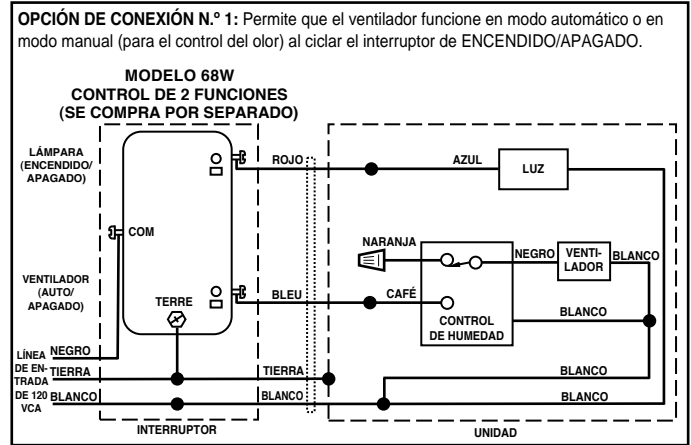 OPCIÓN DE CONEXIÓN N.º 1: Permite que el ventilador funcione en modo automático o en
modo manual (para el control del olor) al ciclar el interruptor de ENCENDIDO/APAGADO.
MODELO 68W
CONTROL DE 2 FUNCIONES
(SE COMPRA POR SEPARADO)
LÁMPARA
(ENCENDIDO/
APAGADO)
ROJO
AZUL
LUZ
COM
NARANJA
NEGRO
VENTI-
LADOR
BLANCO
VENTILADOR
(AUTO/
APAGADO)
TERRE
BLEU
CAFÉ
CONTROL
DE HUMEDAD
BLANCO
LÍNEA
DE EN-
TRADA
DE 120
VCA
NEGRO
TIERRA
TIERRA
BLANCO
BLANCO
BLANCO
BLANCO
INTERRUPTOR
UNIDAD